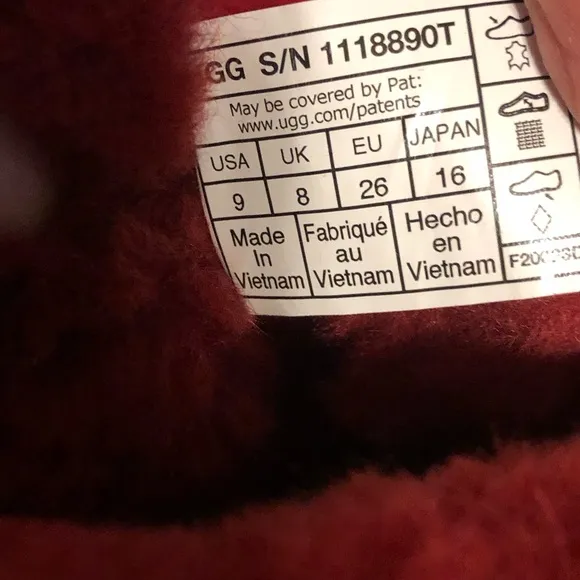 GG S/N 1118890T
May be covered by Pat:
www.ugg.com/patents
USA UK EU JAPAN
9 8 26 16
Made In Vietnam
Fabriqué au Vietnam
Hecho en Vietnam